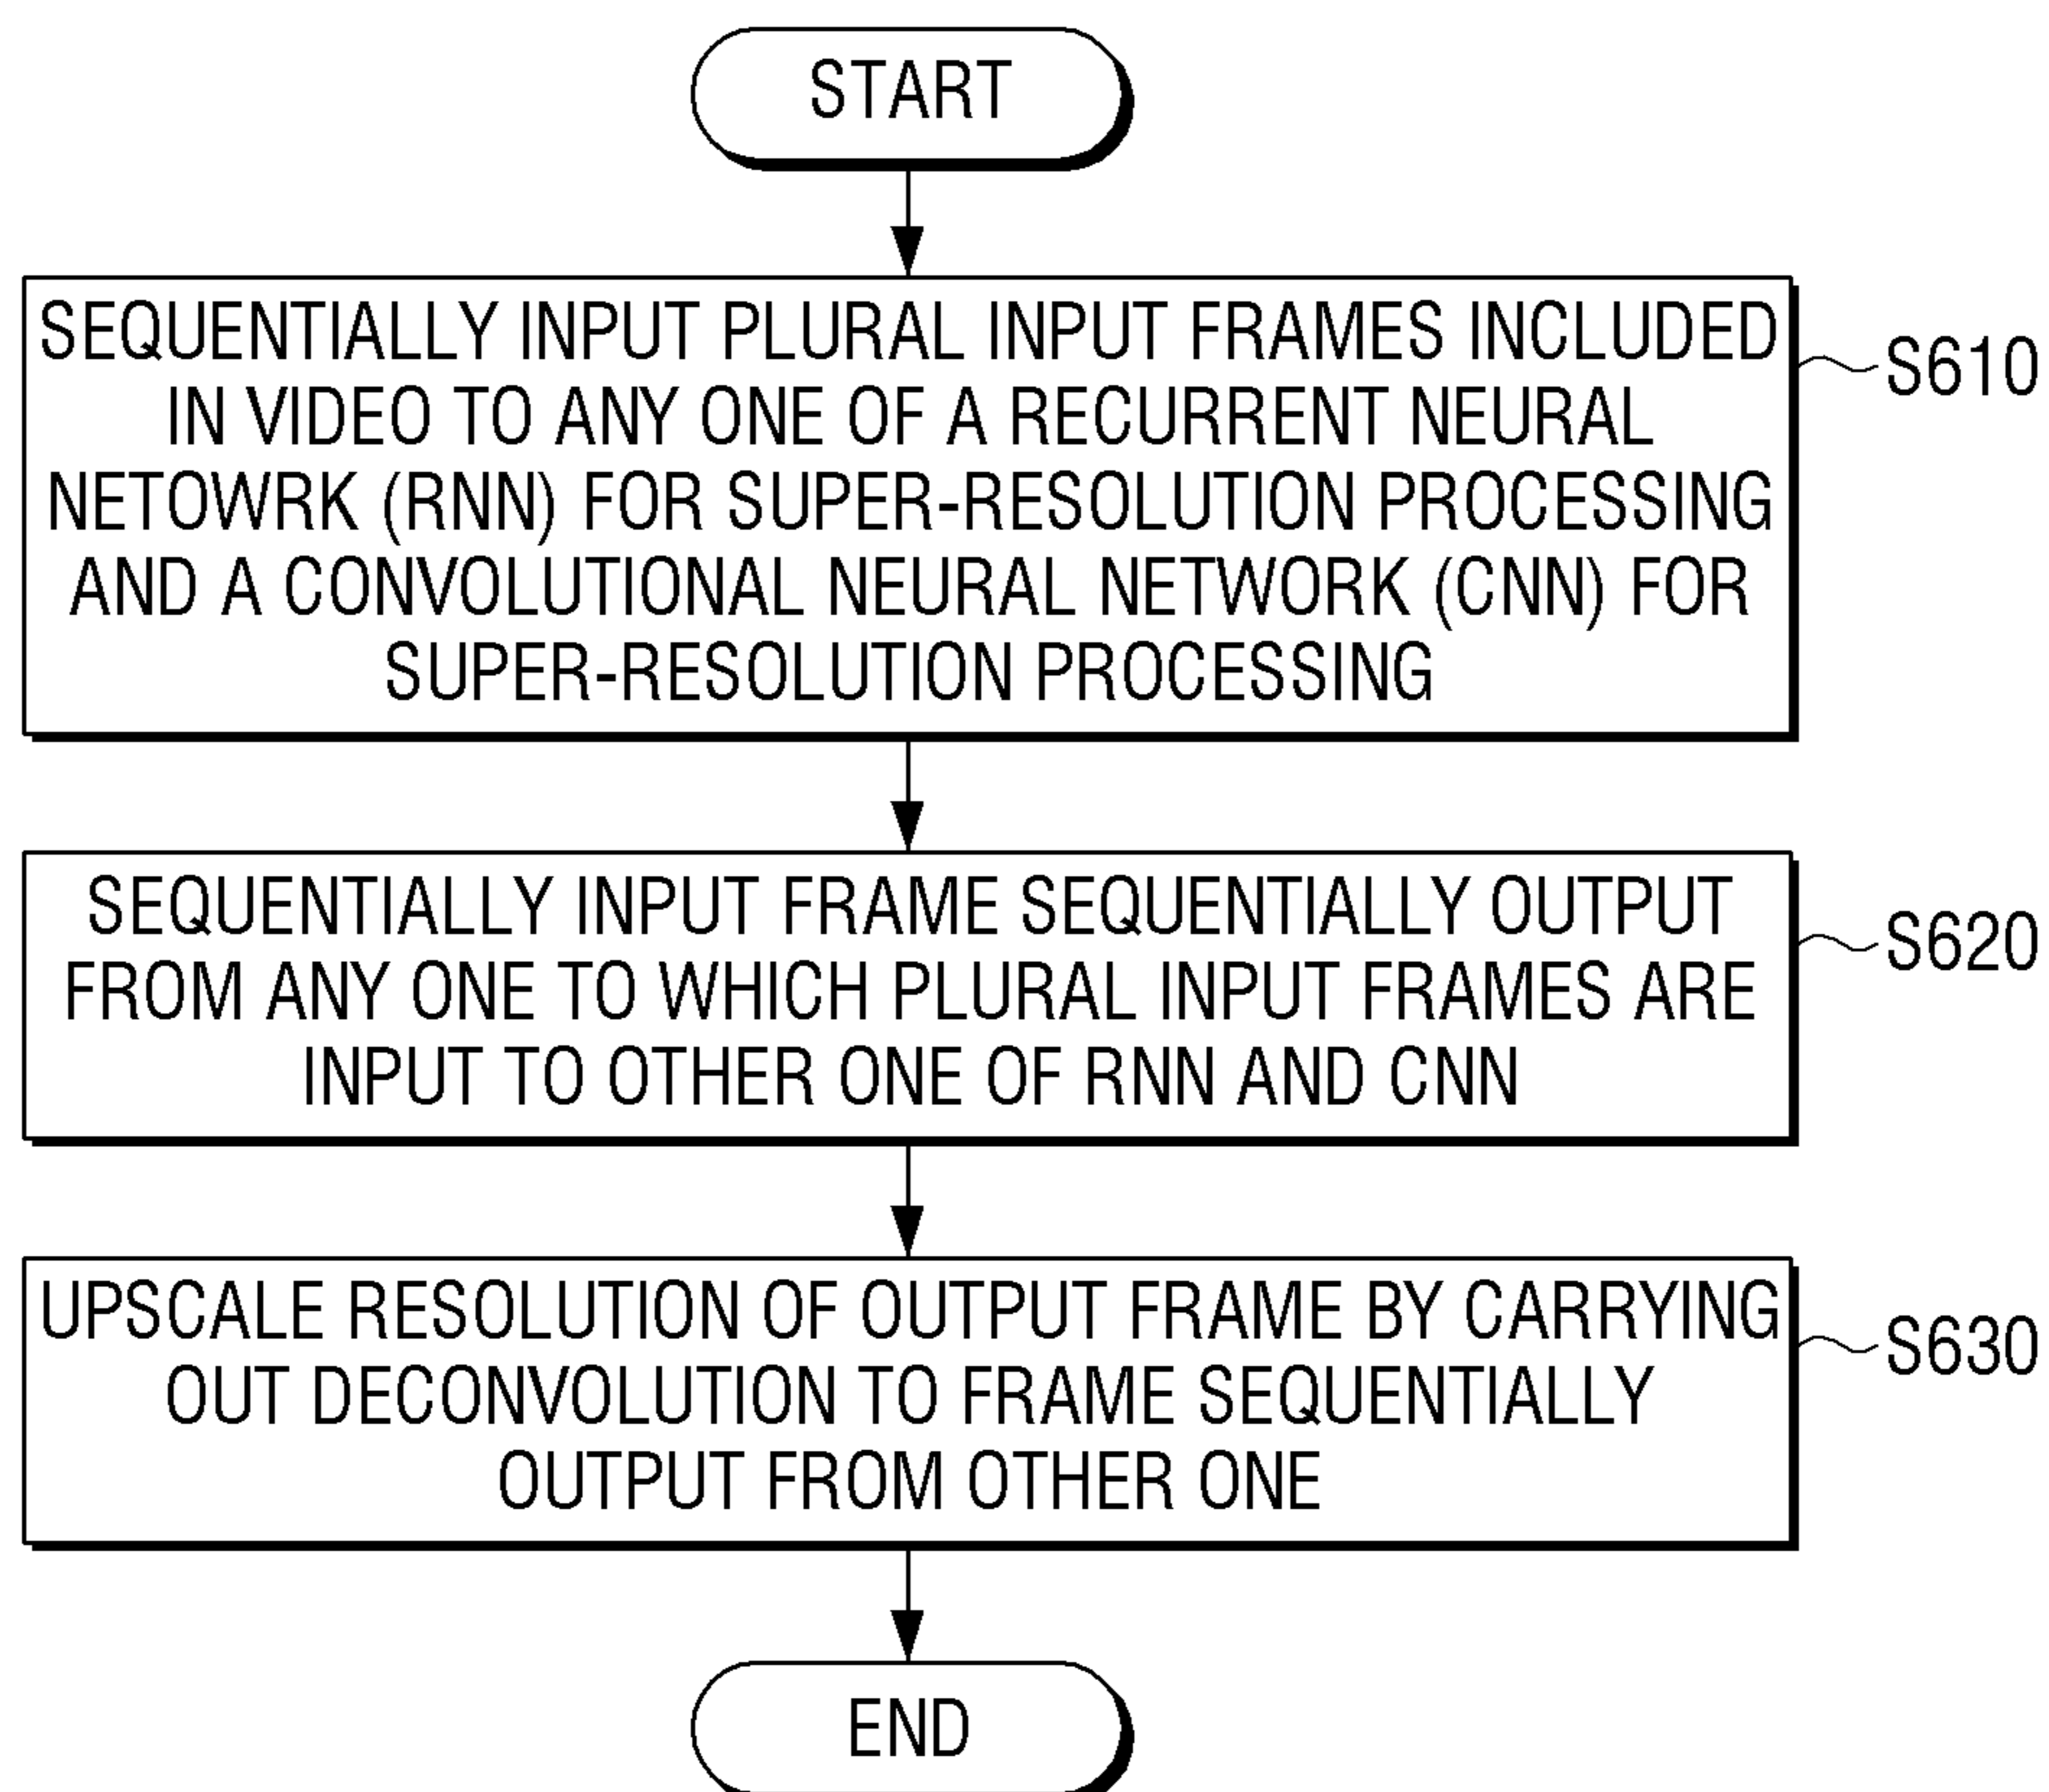 START
SEQUENTIALLY INPUT PLURAL INPUT FRAMES INCLUDED
IN VIDEO TO ANY ONE OF A RECURRENT NEURAL
NETOWRK (RNN) FOR SUPER-RESOLUTION PROCESSING
AND A CONVOLUTIONAL NEURAL NETWORK (CNN) FOR
SUPER-RESOLUTION PROCESSING
S610
SEQUENTIALLY INPUT FRAME SEQUENTIALLY OUTPUT
FROM ANY ONE TO WHICH PLURAL INPUT FRAMES ARE
INPUT TO OTHER ONE OF RNN AND CNN
S620
UPSCALE RESOLUTION OF OUTPUT FRAME BY CARRYING
OUT DECONVOLUTION TO FRAME SEQUENTIALLY
OUTPUT FROM OTHER ONE
S630
END